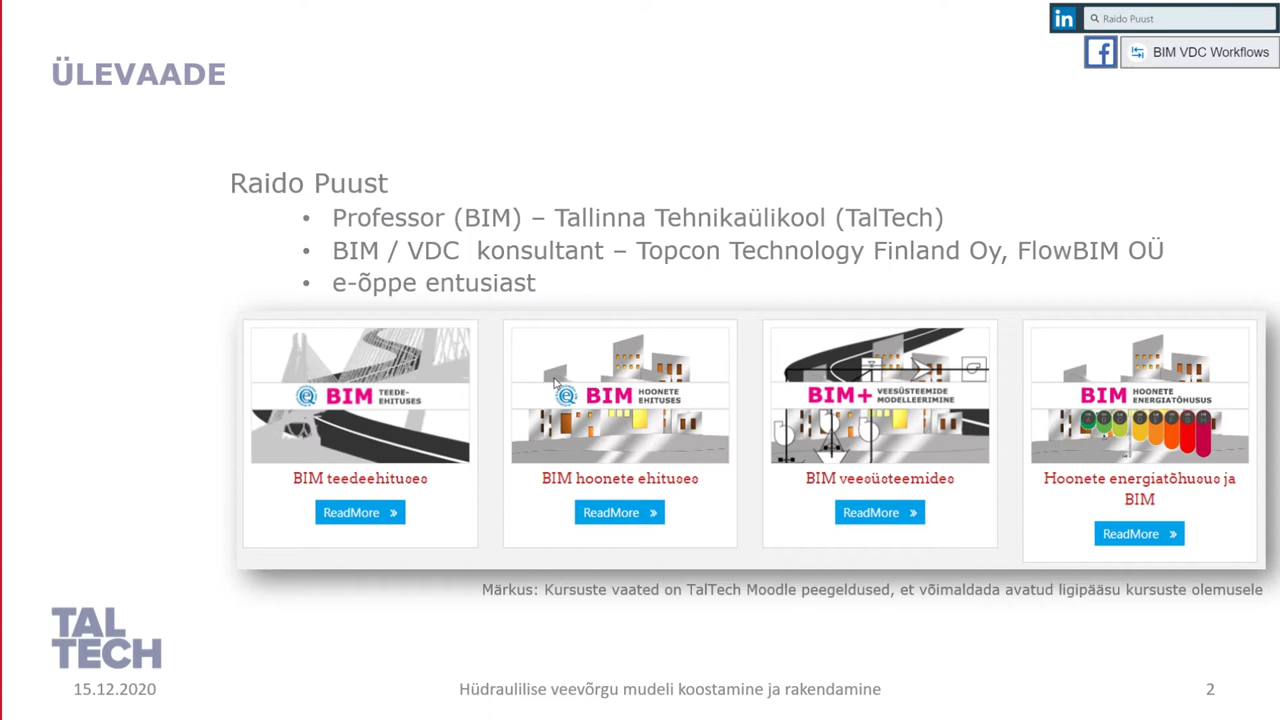 in
Raido Puust
f
BIM VDC Workflows
ÜLEVAADE
Raido Puust
• Professor (BIM) – Tallinna Tehnikaülikool (TalTech)
• BIM / VDC konsultant – Topcon Technology Finland Oy, FlowBIM OÜ
• e-õppe entusiast
BIM TEEDE-
EHITUSES
BIM teedeehituses
ReadMore »
BIM HOONETE
EHITUSES
BIM hoonete ehituses
ReadMore »
BIM+ VEESÜSTEEMIDE
MODELLEERIMINE
BIM veesüsteemides
ReadMore »
BIM HOONETE
ENERGIATÕHUSUS
Hoonete energiatõhusus ja
BIM
ReadMore »
Märkus: Kursuste vaated on TalTech Moodle peegeldused, et võimaldada avatud ligipääsu kursuste olemusele
TAL
TECH
15.12.2020
Hüdraulilise veevõrgu mudeli koostamine ja rakendamine
2